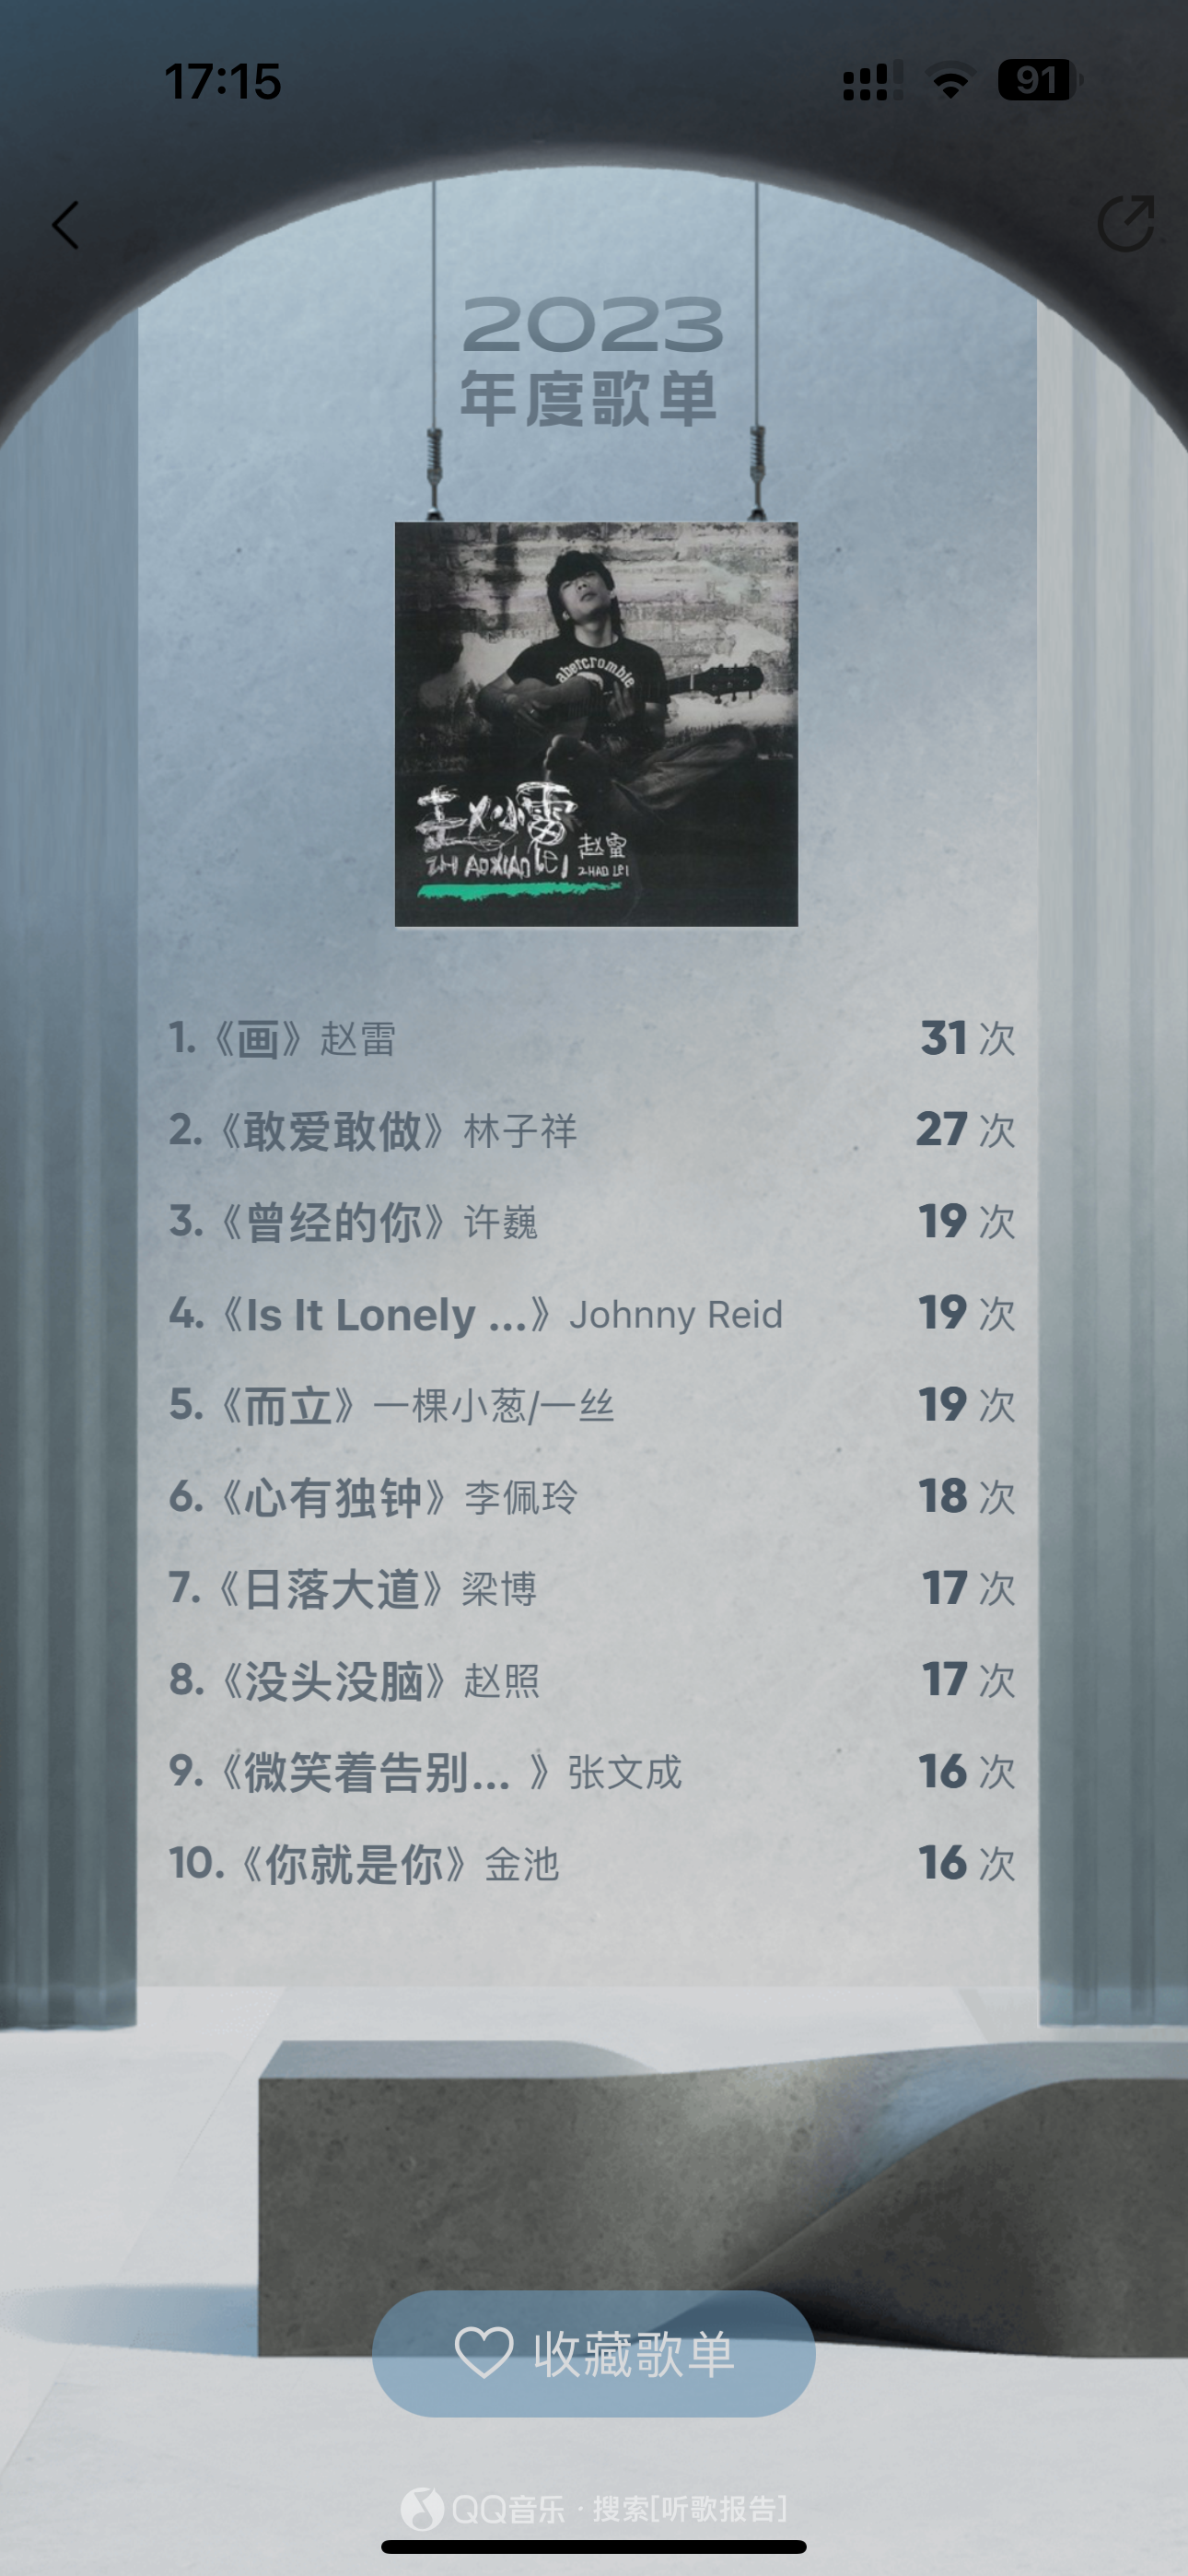 17:15
91
2023
年度歌单
abercrombie
赵小雷
ZHAOXIAOLEI
赵雷
ZHAO LEI
1.《画》赵雷 31 次
2.《敢爱敢做》林子祥 27 次
3.《曾经的你》许巍 19 次
4.《Is It Lonely ...》Johnny Reid 19 次
5.《而立》一棵小葱/一丝 19 次
6.《心有独钟》李佩玲 18 次
7.《日落大道》梁博 17 次
8.《没头没脑》赵照 17 次
9.《微笑着告别... 》张文成 16 次
10.《你就是你》金池 16 次
收藏歌单
QQ音乐 · 搜索[听歌报告]